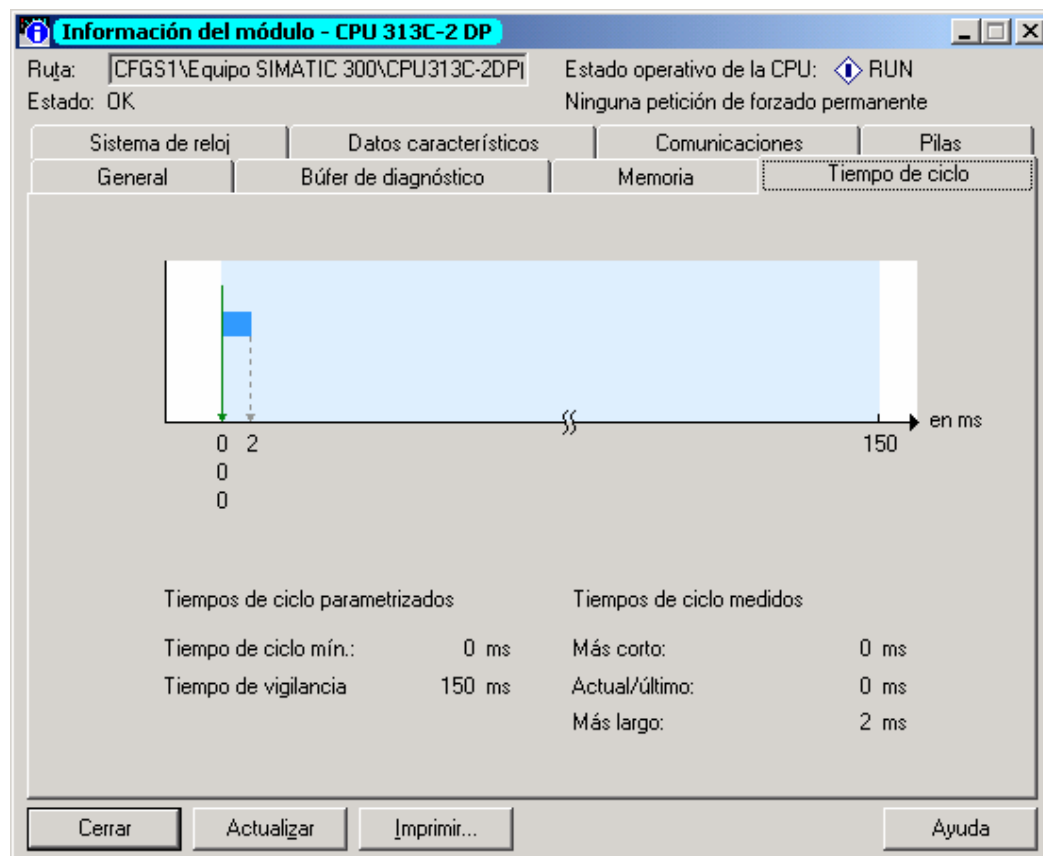 Información del módulo - CPU 313C-2 DP
Ruta: CFGS1\Equipo SIMATIC 300\CPU313C-2DP( Estado operativo de la CPU: RUN
Estado: OK Ninguna petición de forzado permanente
Sistema de reloj Datos característicos Comunicaciones Pilas
General Búfer de diagnóstico Memoria Tiempo de ciclo
en ms
0 2 150
0
0
Tiempos de ciclo parametrizados Tiempos de ciclo medidos
Tiempo de ciclo mín.: 0 ms Más corto: 0 ms
Tiempo de vigilancia 150 ms Actual/último: 0 ms
Más largo: 2 ms
Cerrar Actualizar Imprimir... Ayuda